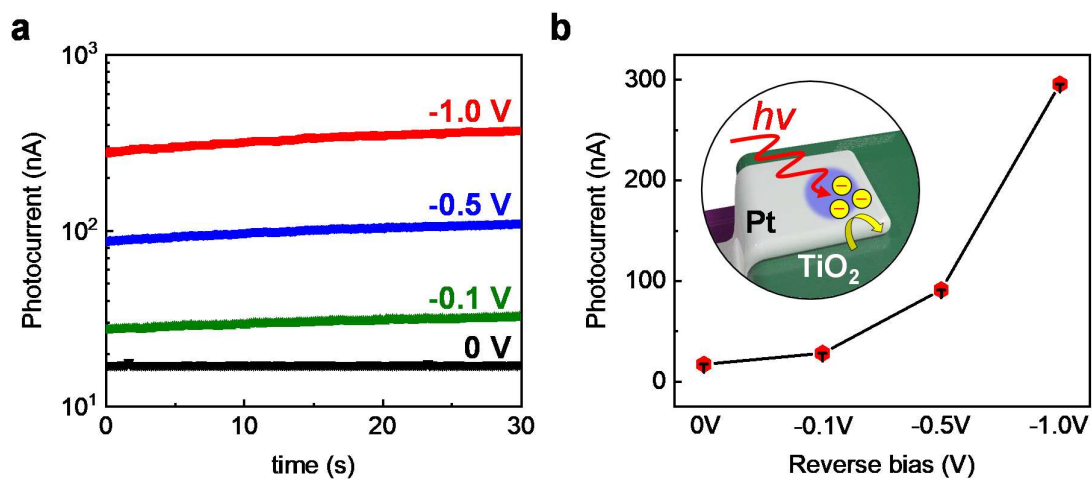 a
10³
10²
10¹
Photocurrent (nA)
-1.0 V
-0.5 V
-0.1 V
0 V
0
10
20
30
time (s)
b
300
200
100
0
Photocurrent (nA)
hv
Pt
TiO₂
0V
-0.1V
-0.5V
-1.0V
Reverse bias (V)